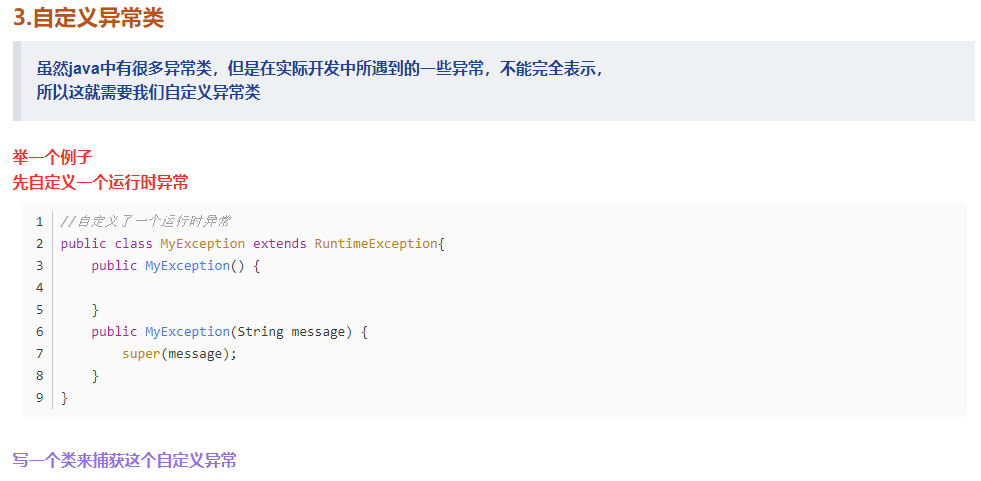 3.自定义异常类
虽然java中有很多异常类，但是在实际开发中所遇到的一些异常，不能完全表示，
所以这就需要我们自定义异常类
举一个例子
先自定义一个运行时异常
1 //自定义了一个运行时异常
2 public class MyException extends RuntimeException{
3     public MyException() {
4
5     }
6     public MyException(String message) {
7         super(message);
8     }
9 }
写一个类来捕获这个自定义异常